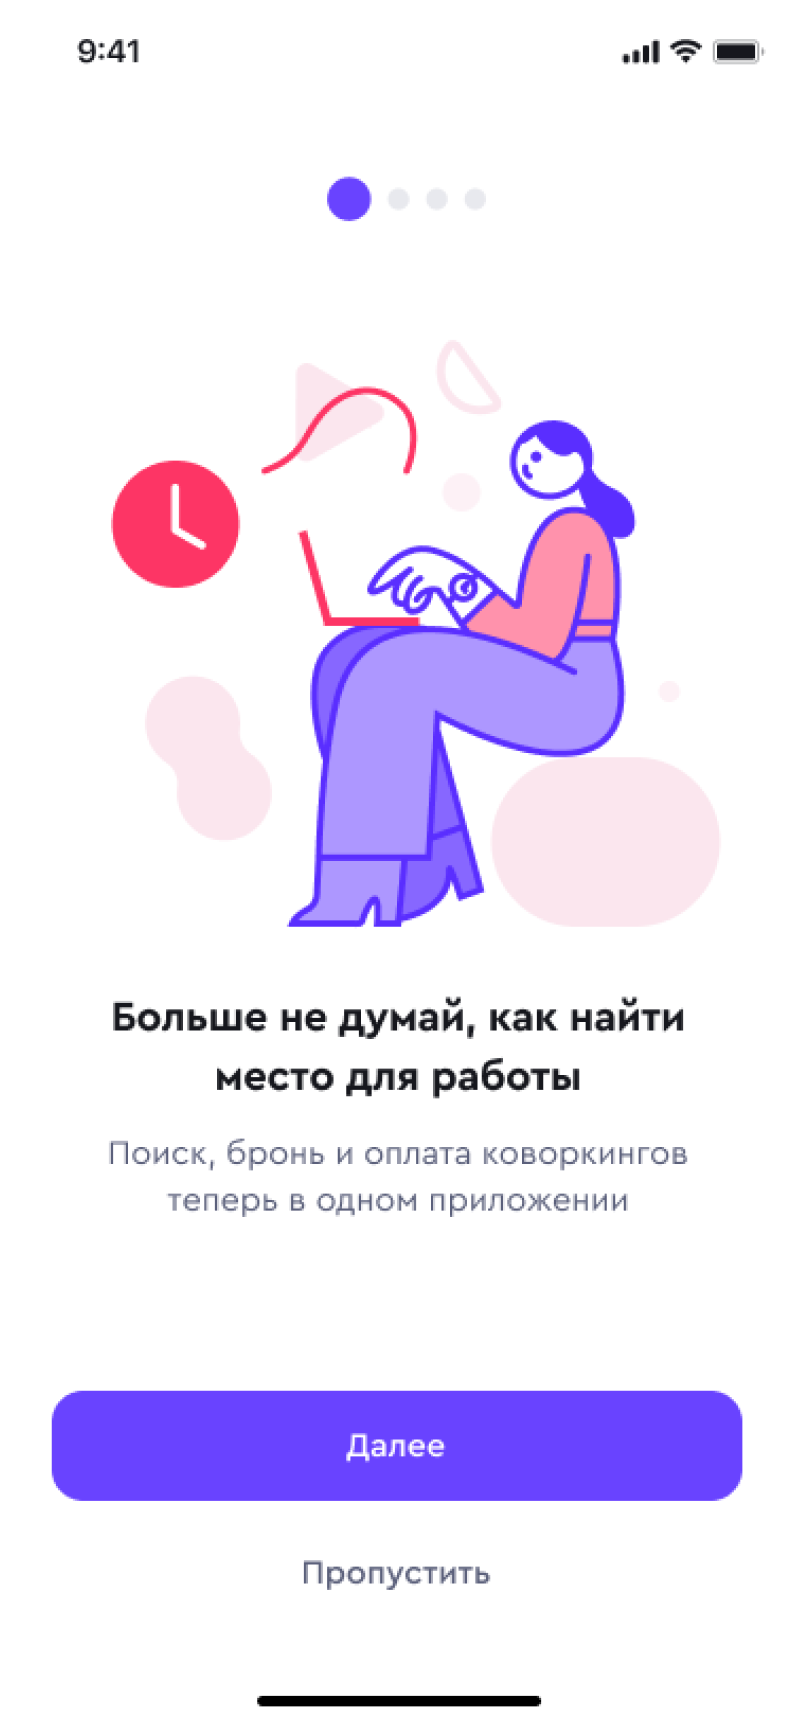 9:41
Больше не думай, как найти
место для работы
Поиск, бронь и оплата коворкингов
теперь в одном приложении
Далее
Пропустить